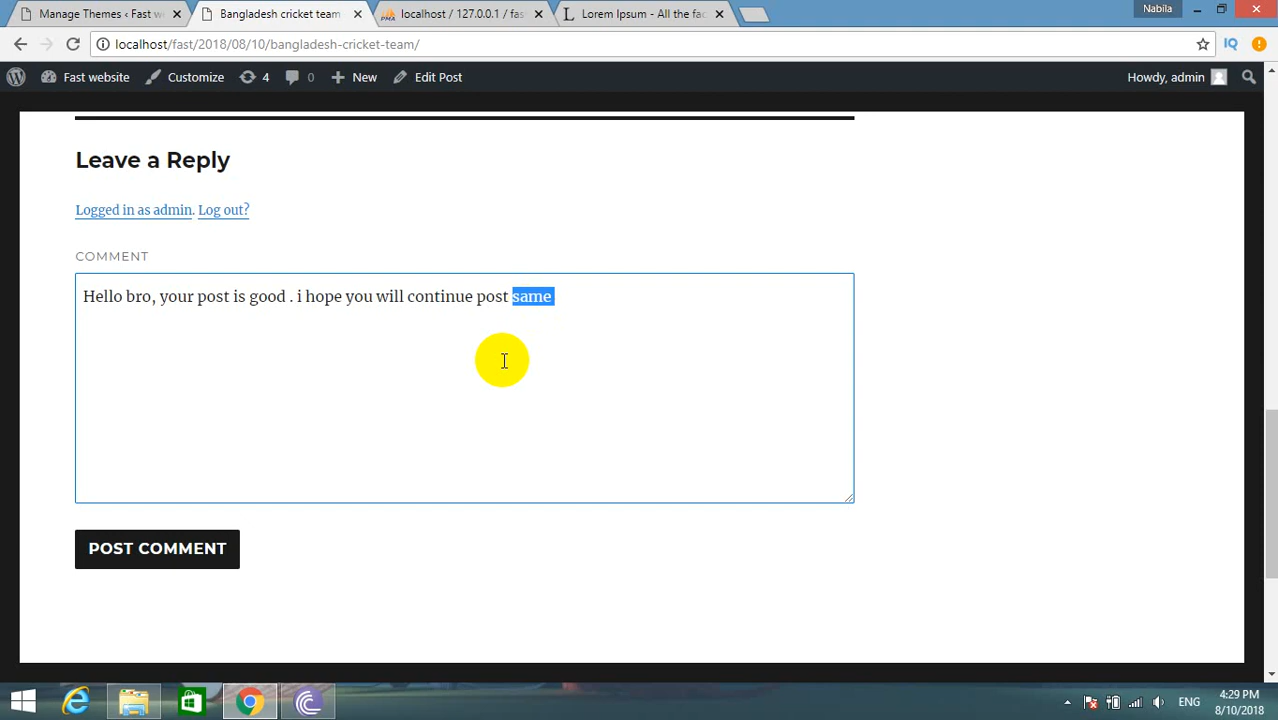 Manage Themes ‹ Fast w
Bangladesh cricket team
localhost / 127.0.0.1 / fas
Lorem Ipsum - All the fac
Nabila
localhost/fast/2018/08/10/bangladesh-cricket-team/
Fast website
Customize
4
0
New
Edit Post
Howdy, admin
Leave a Reply
Logged in as admin. Log out?
COMMENT
Hello bro, your post is good . i hope you will continue post same
POST COMMENT
ENG
4:29 PM
8/10/2018